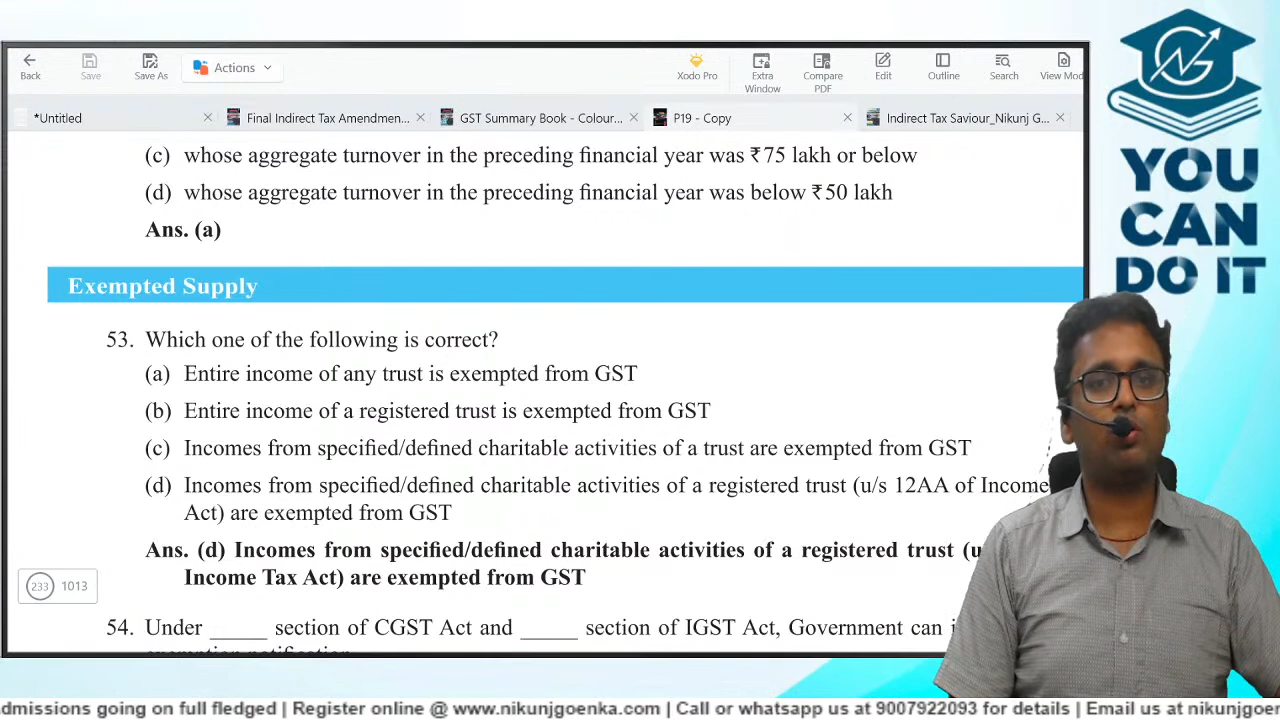 Back
Save
Save As
Actions
Xodo Pro
Extra Window
Compare PDF
Edit
Outline
Search
View Mod
*Untitled
Final Indirect Tax Amendmen...
GST Summary Book - Colour...
P19 - Copy
Indirect Tax Saviour_Nikunj G...
(c) whose aggregate turnover in the preceding financial year was ₹75 lakh or below
(d) whose aggregate turnover in the preceding financial year was below ₹50 lakh
Ans. (a)
Exempted Supply
53. Which one of the following is correct?
(a) Entire income of any trust is exempted from GST
(b) Entire income of a registered trust is exempted from GST
(c) Incomes from specified/defined charitable activities of a trust are exempted from GST
(d) Incomes from specified/defined charitable activities of a registered trust (u/s 12AA of Income
Act) are exempted from GST
Ans. (d) Incomes from specified/defined charitable activities of a registered trust (u
Income Tax Act) are exempted from GST
233 1013
54. Under _____ section of CGST Act and _____ section of IGST Act, Government can i
exemption notification
YOU
CAN
DO IT
admissions going on full fledged | Register online @ www.nikunjgoenka.com | Call or whatsapp us at 9007922093 for details | Email us at nikunjgoen